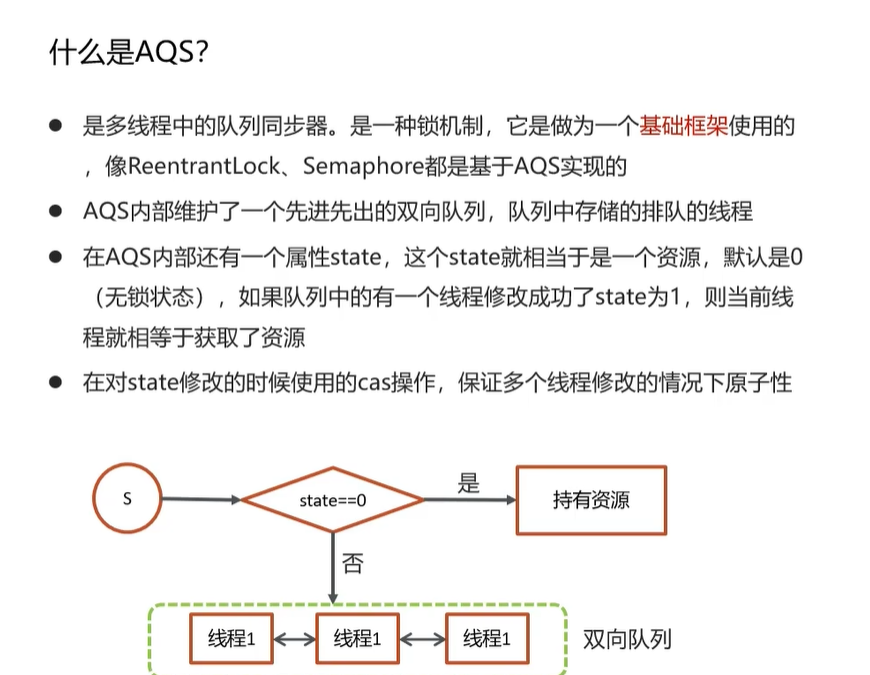 什么是AQS？
● 是多线程中的队列同步器。是一种锁机制，它是做为一个基础框架使用的
，像ReentrantLock、Semaphore都是基于AQS实现的
● AQS内部维护了一个先进先出的双向队列，队列中存储的排队的线程
● 在AQS内部还有一个属性state，这个state就相当于是一个资源，默认是0
（无锁状态），如果队列中的有一个线程修改成功了state为1，则当前线
程就相等于获取了资源
● 在对state修改的时候使用的cas操作，保证多个线程修改的情况下原子性
S
state==0
是
持有资源
否
线程1
线程1
线程1
双向队列